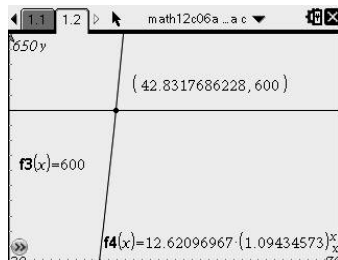 1.1 1.2 math12c06a ...a c
650 y
(42.8317686228, 600)
f3(x)=600
f4(x)=12.62096967·(1.09434573)^x
x